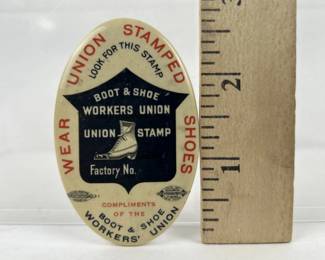 WEAR UNION STAMPED SHOES
LOOK FOR THIS STAMP
BOOT & SHOE
WORKERS UNION
UNION STAMP
Factory No.
COMPLIMENTS
OF THE
BOOT & SHOE
WORKERS' UNION
3
2
1